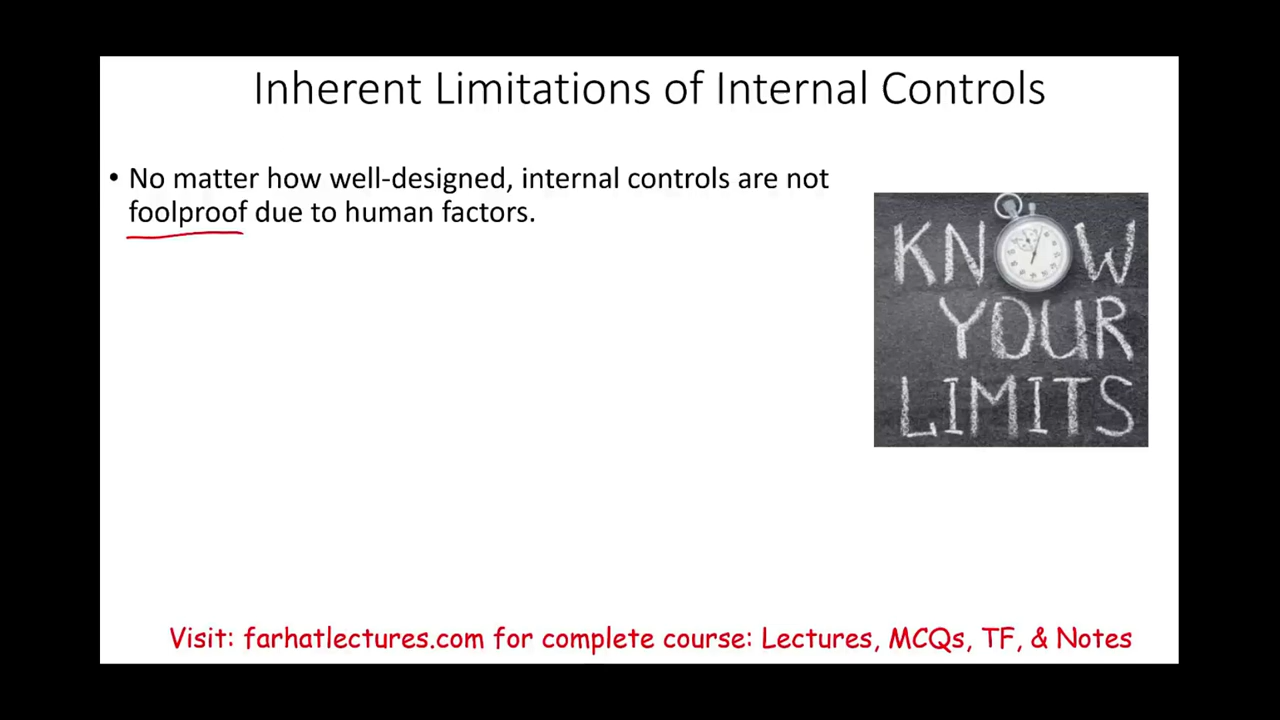 Inherent Limitations of Internal Controls
• No matter how well-designed, internal controls are not
foolproof due to human factors.
KNOW
YOUR
LIMITS
Visit: farhatlectures.com for complete course: Lectures, MCQs, TF, & Notes